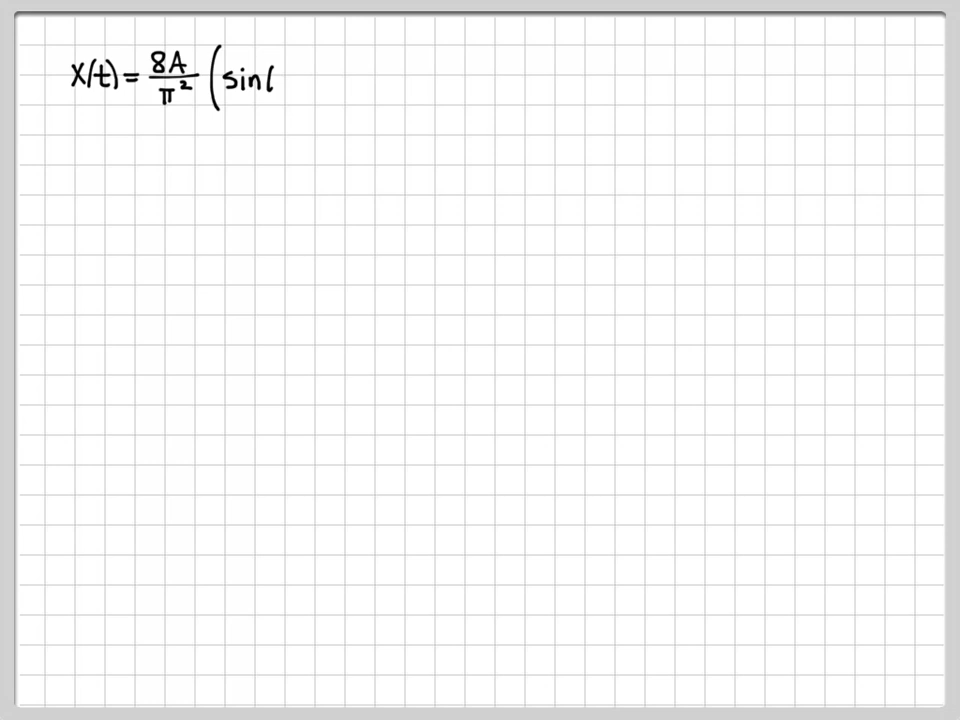 x(t) = 8A/π² (sin(